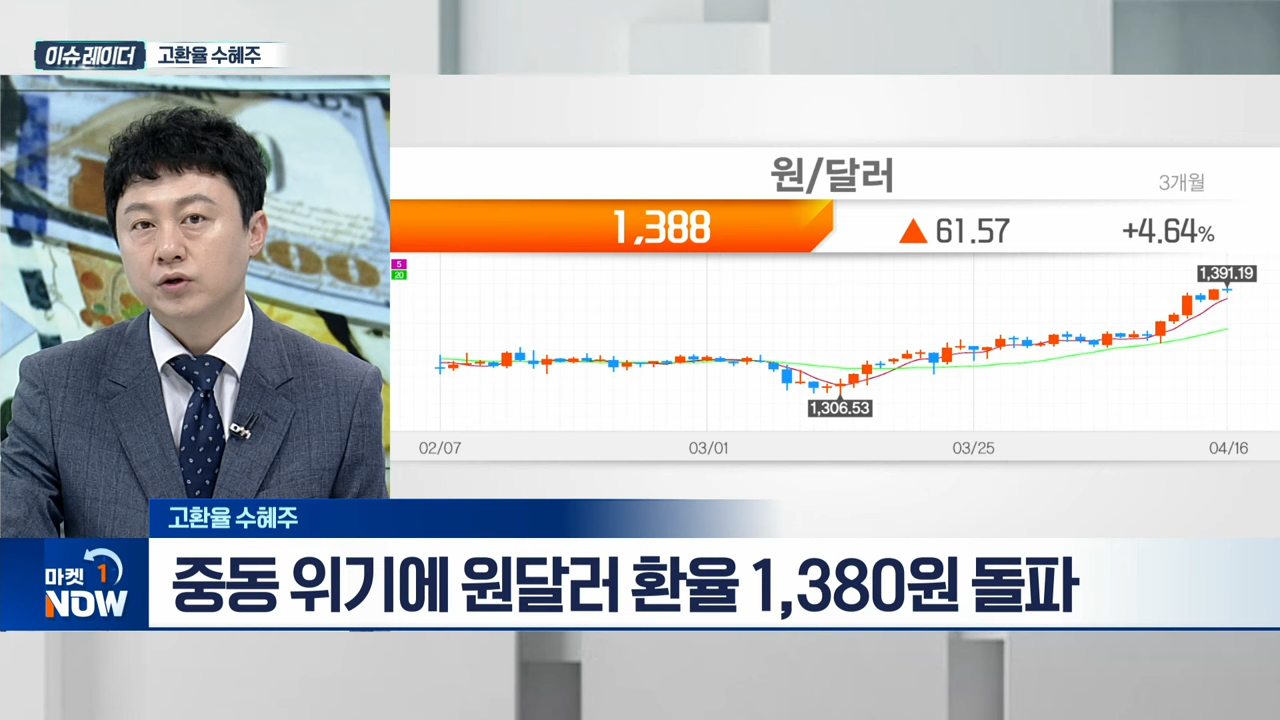 이슈레이더 고환율 수혜주
원/달러
3개월
1,388 ▲ 61.57 +4.64%
5
20
1,391.19
1,306.53
02/07 03/01 03/25 04/16
고환율 수혜주
마켓 1
NOW
중동 위기에 원달러 환율 1,380원 돌파